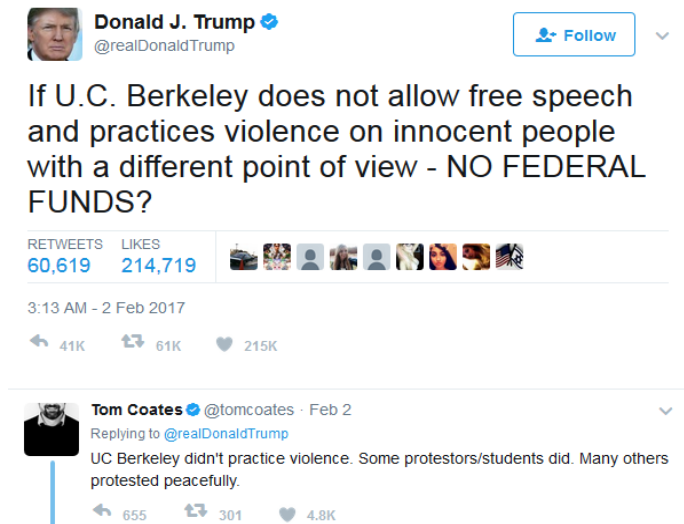 Donald J. Trump
@realDonaldTrump
Follow
If U.C. Berkeley does not allow free speech
and practices violence on innocent people
with a different point of view - NO FEDERAL
FUNDS?
RETWEETS LIKES
60,619 214,719
3:13 AM - 2 Feb 2017
41K 61K 215K
Tom Coates @tomcoates · Feb 2
Replying to @realDonaldTrump
UC Berkeley didn't practice violence. Some protestors/students did. Many others
protested peacefully.
655 301 4.8K